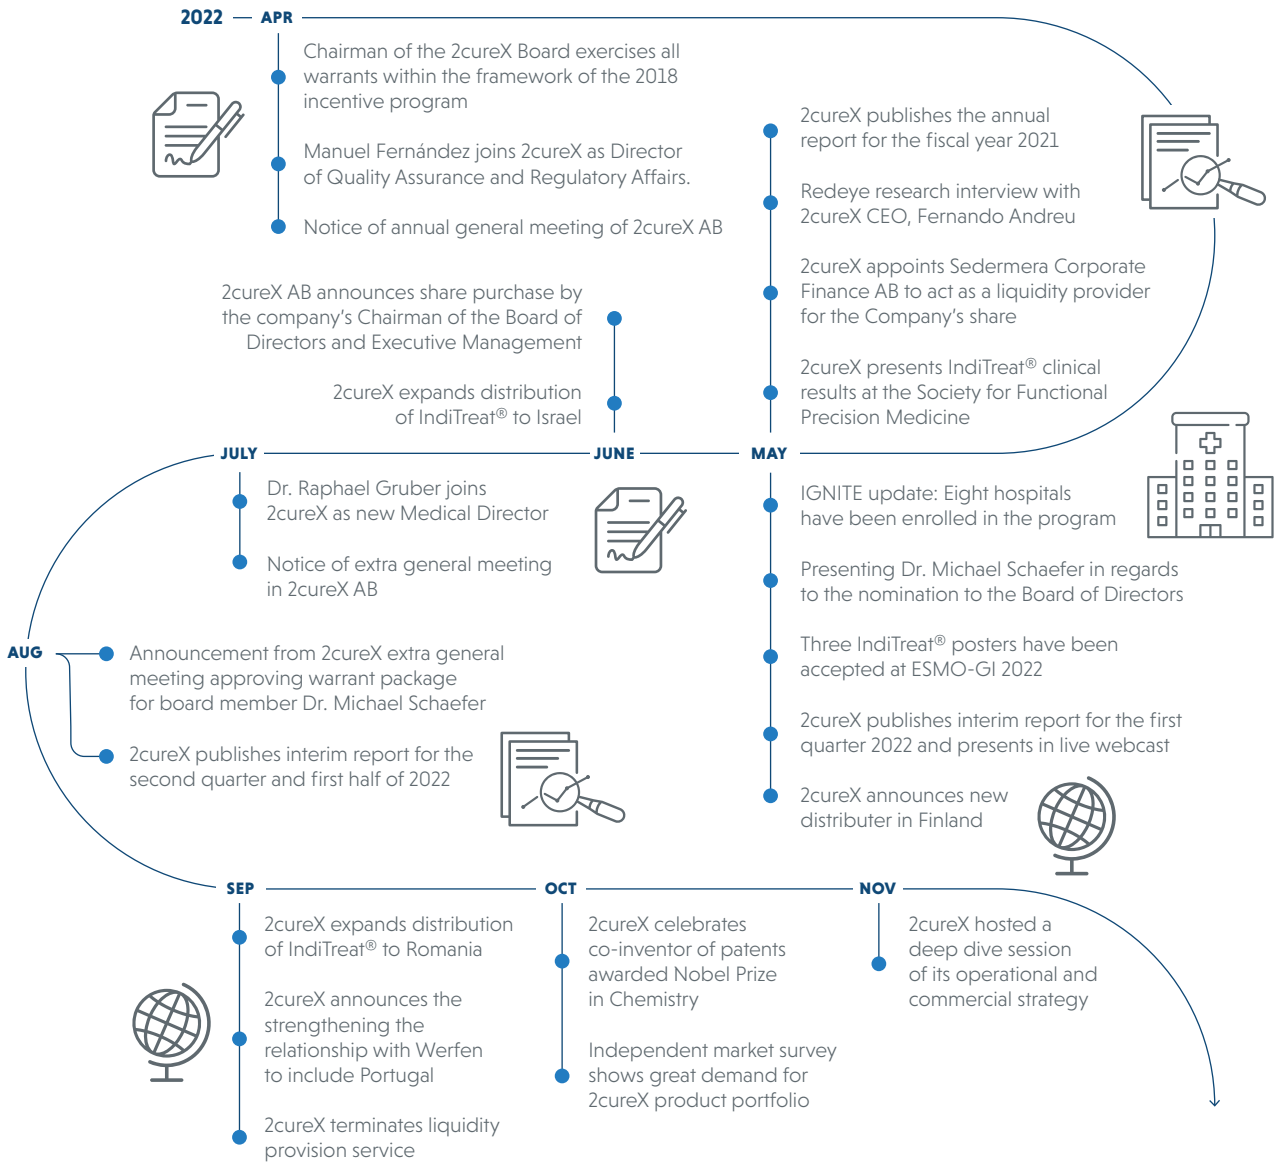 2022
APR
Chairman of the 2cureX Board exercises all
warrants within the framework of the 2018
incentive program
Manuel Fernández joins 2cureX as Director
of Quality Assurance and Regulatory Affairs.
Notice of annual general meeting of 2cureX AB
2cureX publishes the annual
report for the fiscal year 2021
Redeye research interview with
2cureX CEO, Fernando Andreu
2cureX appoints Sedermera Corporate
Finance AB to act as a liquidity provider
for the Company's share
2cureX presents IndiTreat® clinical
results at the Society for Functional
Precision Medicine
MAY
IGNITE update: Eight hospitals
have been enrolled in the program
Presenting Dr. Michael Schaefer in regards
to the nomination to the Board of Directors
Three IndiTreat® posters have been
accepted at ESMO-GI 2022
2cureX publishes interim report for the first
quarter 2022 and presents in live webcast
2cureX announces new
distributer in Finland
2cureX AB announces share purchase by
the company's Chairman of the Board of
Directors and Executive Management
2cureX expands distribution
of IndiTreat® to Israel
JUNE
JULY
Dr. Raphael Gruber joins
2cureX as new Medical Director
Notice of extra general meeting
in 2cureX AB
AUG
Announcement from 2cureX extra general
meeting approving warrant package
for board member Dr. Michael Schaefer
2cureX publishes interim report for the
second quarter and first half of 2022
SEP
2cureX expands distribution
of IndiTreat® to Romania
2cureX announces the
strengthening the
relationship with Werfen
to include Portugal
2cureX terminates liquidity
provision service
OCT
2cureX celebrates
co-inventor of patents
awarded Nobel Prize
in Chemistry
Independent market survey
shows great demand for
2cureX product portfolio
NOV
2cureX hosted a
deep dive session
of its operational and
commercial strategy